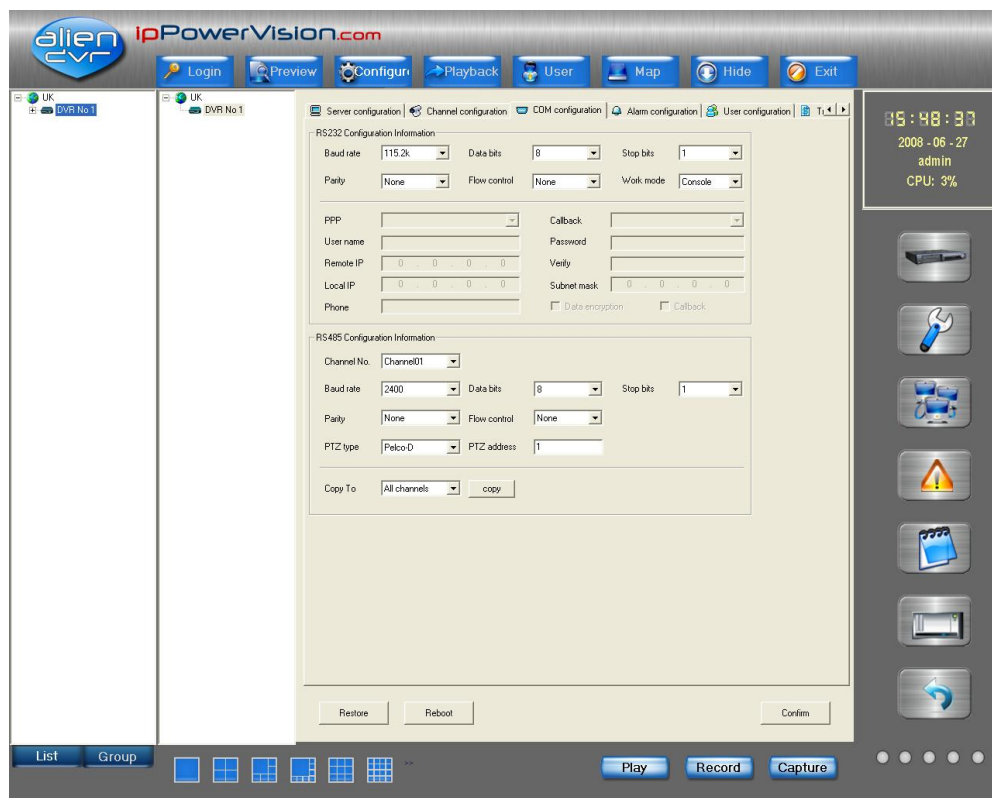 alien dvr
ipPowerVision.com
Login Preview Configure Playback User Map Hide Exit
UK
DVR No 1
UK
DVR No 1
Server configuration Channel configuration COM configuration Alarm configuration User configuration
RS232 Configuration Information
Baud rate 115.2k Data bits 8 Stop bits 1
Parity None Flow control None Work mode Console
PPP Callback
User name Password
Remote IP 0 . 0 . 0 . 0 Verify
Local IP 0 . 0 . 0 . 0 Subnet mask 0 . 0 . 0 . 0
Phone Data encryption Callback
RS485 Configuration Information
Channel No. Channel01
Baud rate 2400 Data bits 8 Stop bits 1
Parity None Flow control None
PTZ type Pelco-D PTZ address 1
Copy To All channels copy
Restore Reboot Confirm
15:48:37
2008-06-27
admin
CPU: 3%
List Group
>>
Play Record Capture